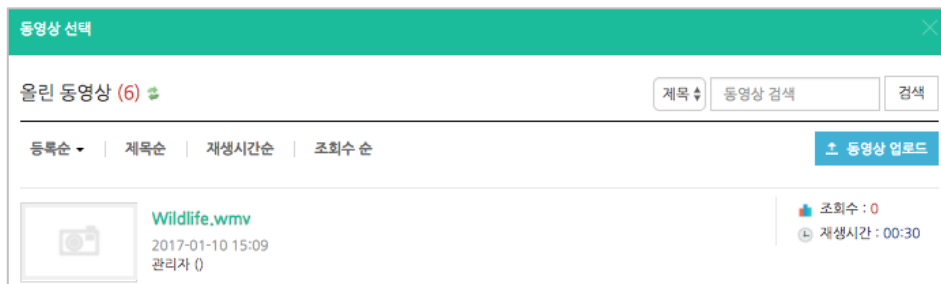 동영상 선택
올린 동영상 (6)
제목
동영상 검색
검색
등록순
제목순
재생시간순
조회수 순
동영상 업로드
Wildlife.wmv
2017-01-10 15:09
관리자 ()
조회수 : 0
재생시간 : 00:30